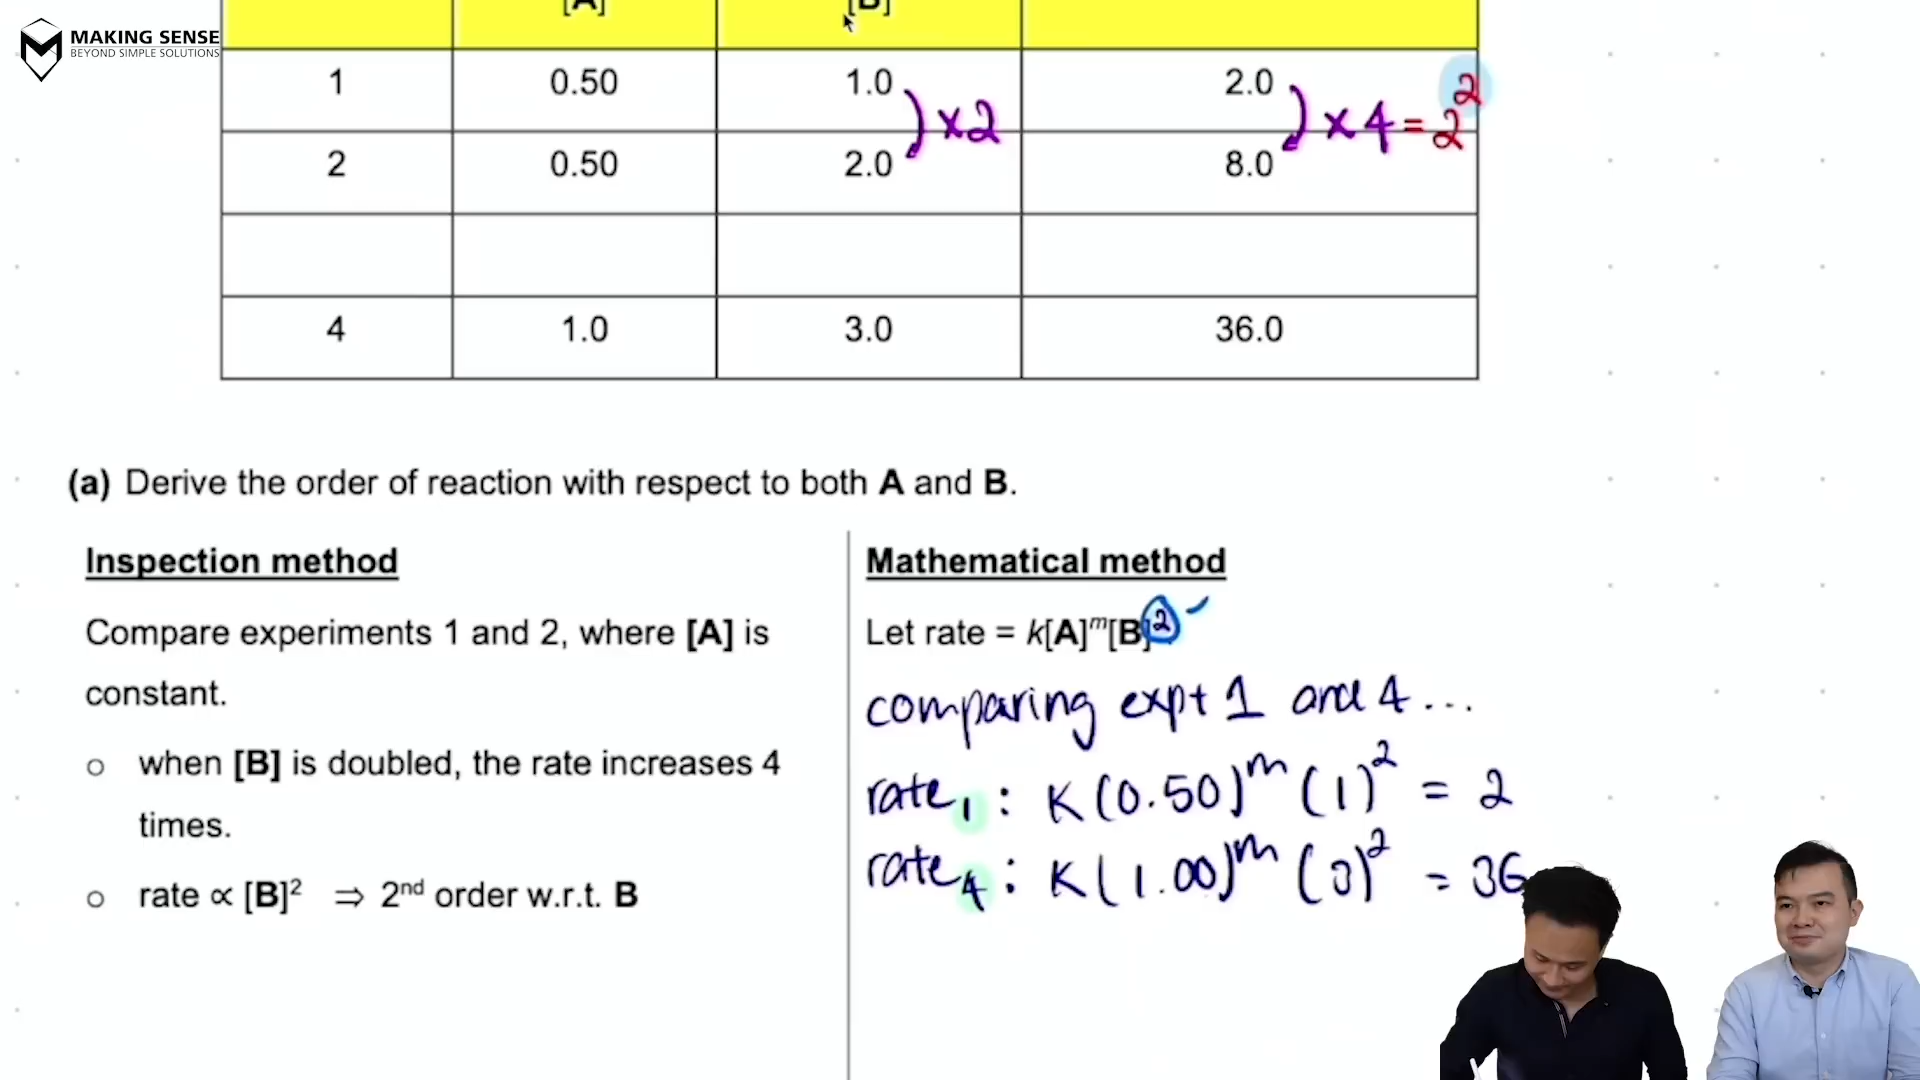 MAKING SENSE
BEYOND SIMPLE SOLUTIONS
[A] [B]
1 0.50 1.0 2.0
×2 ×4 = 2²
2 0.50 2.0 8.0
4 1.0 3.0 36.0
(a) Derive the order of reaction with respect to both A and B.
Inspection method
Compare experiments 1 and 2, where [A] is
constant.
o when [B] is doubled, the rate increases 4
times.
o rate ∝ [B]² ⇒ 2nd order w.r.t. B
Mathematical method
Let rate = k[A]ᵐ[B]²
comparing expt 1 and 4 ...
rate₁ : K(0.50)ᵐ (1)² = 2
rate₄ : K(1.00)ᵐ (3)² = 36